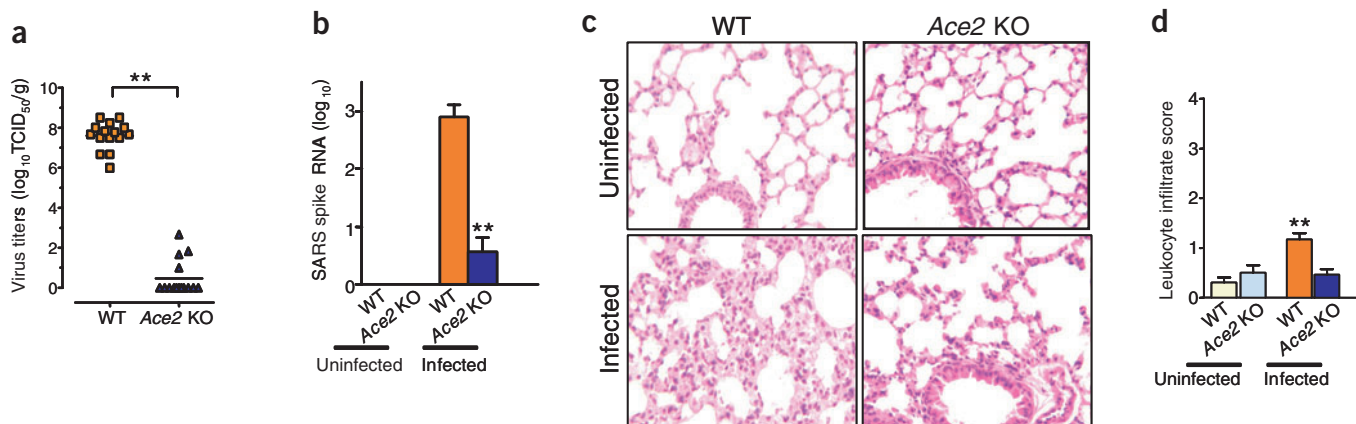 a
**
Virus titers (log10TCID50/g)
10
8
6
4
2
0
WT
Ace2 KO
b
SARS spike RNA (log10)
3
2
1
0
**
WT
Ace2 KO
WT
Ace2 KO
Uninfected
Infected
c
WT
Ace2 KO
Uninfected
Infected
d
Leukocyte infiltrate score
4
3
2
1
0
**
WT
Ace2 KO
WT
Ace2 KO
Uninfected
Infected